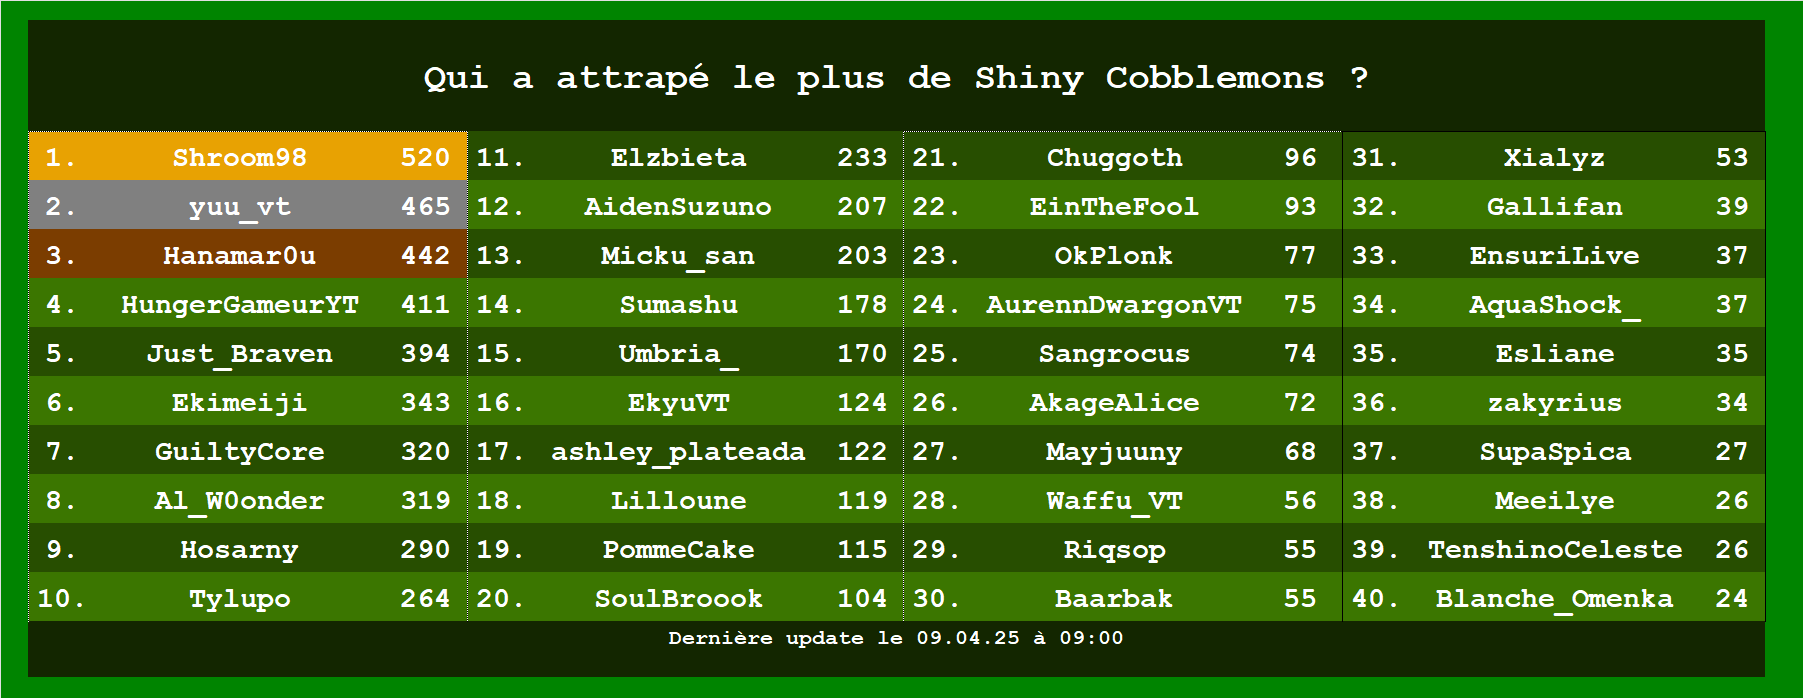 Qui a attrapé le plus de Shiny Cobblemons ?
1. Shroom98 520
2. yuu_vt 465
3. Hanamar0u 442
4. HungerGameurYT 411
5. Just_Braven 394
6. Ekimeiji 343
7. GuiltyCore 320
8. Al_W0onder 319
9. Hosarny 290
10. Tylupo 264
11. Elzbieta 233
12. AidenSuzuno 207
13. Micku_san 203
14. Sumashu 178
15. Umbria_ 170
16. EkyuVT 124
17. ashley_plateada 122
18. Lilloune 119
19. PommeCake 115
20. SoulBroook 104
21. Chuggoth 96
22. EinTheFool 93
23. OkPlonk 77
24. AurennDwargonVT 75
25. Sangrocus 74
26. AkageAlice 72
27. Mayjuuny 68
28. Waffu_VT 56
29. Riqsop 55
30. Baarbak 55
31. Xialyz 53
32. Gallifan 39
33. EnsuriLive 37
34. AquaShock_ 37
35. Esliane 35
36. zakyrius 34
37. SupaSpica 27
38. Meeilye 26
39. TenshinoCeleste 26
40. Blanche_Omenka 24
Dernière update le 09.04.25 à 09:00